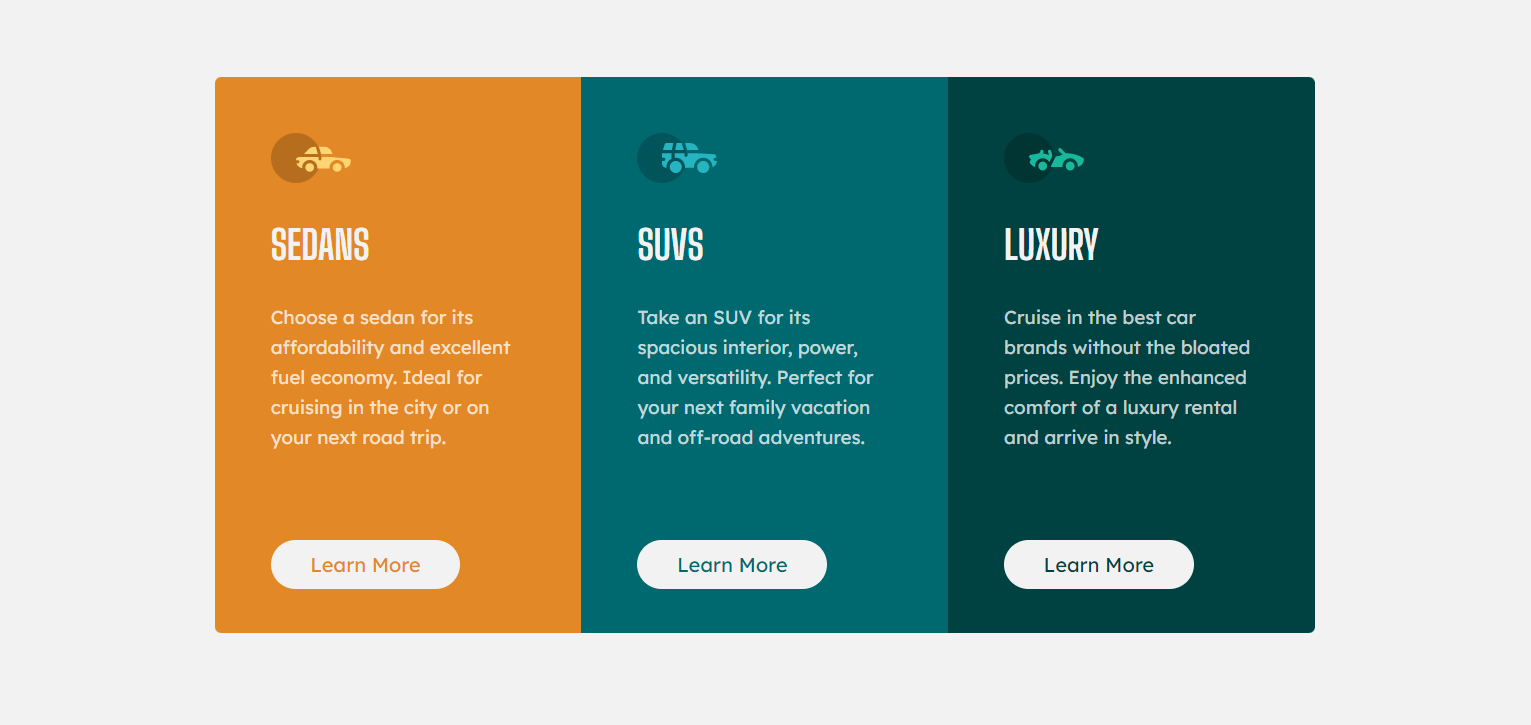 SEDANS
Choose a sedan for its
affordability and excellent
fuel economy. Ideal for
cruising in the city or on
your next road trip.
Learn More
SUVS
Take an SUV for its
spacious interior, power,
and versatility. Perfect for
your next family vacation
and off-road adventures.
Learn More
LUXURY
Cruise in the best car
brands without the bloated
prices. Enjoy the enhanced
comfort of a luxury rental
and arrive in style.
Learn More